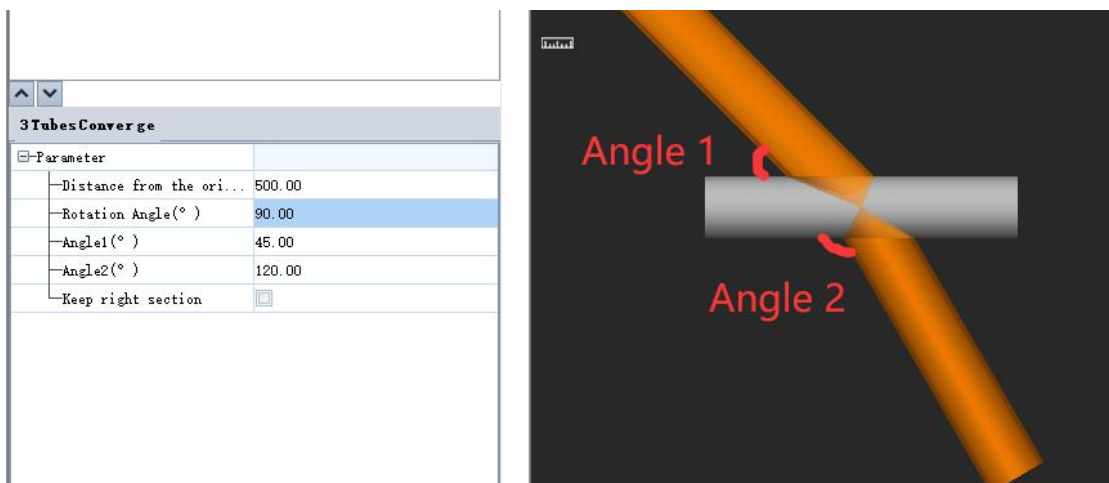 3TubesConverge
Parameter
Distance from the ori... 500.00
Rotation Angle(° ) 90.00
Angle1(° ) 45.00
Angle2(° ) 120.00
Keep right section
Angle 1
Angle 2